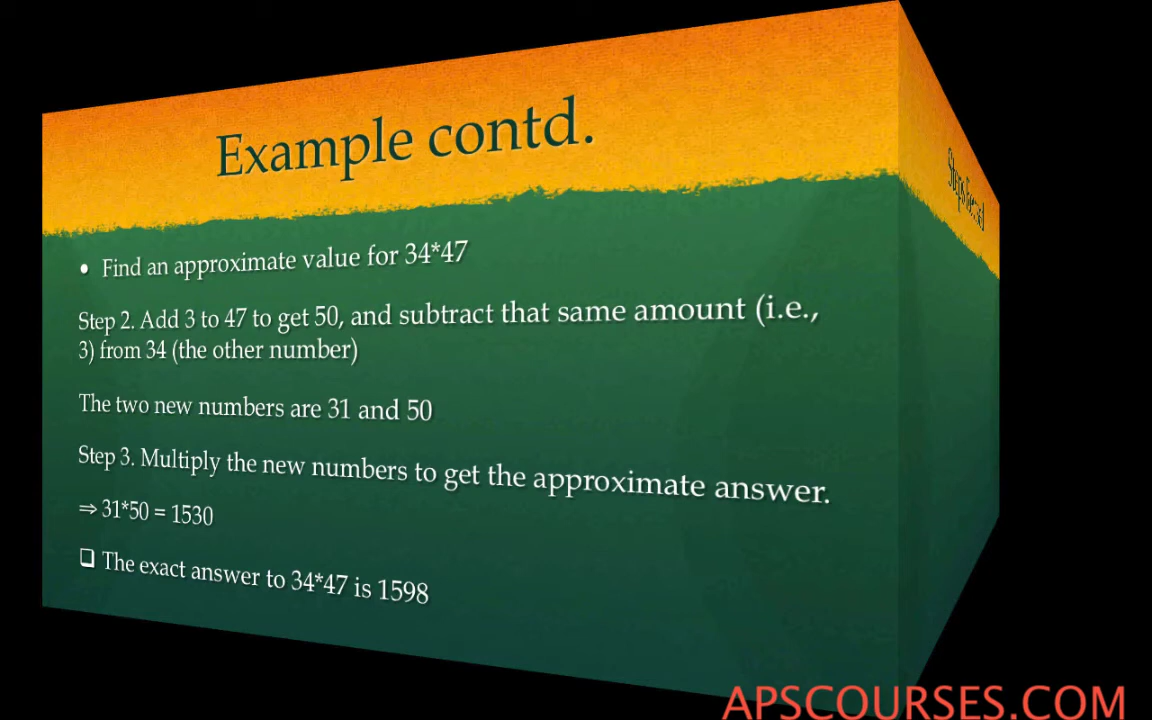 Example contd.
• Find an approximate value for 34*47
Step 2. Add 3 to 47 to get 50, and subtract that same amount (i.e.,
3) from 34 (the other number)
The two new numbers are 31 and 50
Step 3. Multiply the new numbers to get the approximate answer.
⇒ 31*50 = 1530
❑ The exact answer to 34*47 is 1598
APSCOURSES.COM